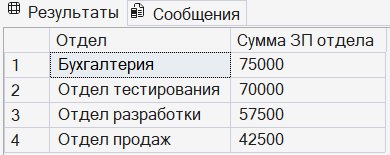 Результаты Сообщения
Отдел Сумма ЗП отдела
1 Бухгалтерия 75000
2 Отдел тестирования 70000
3 Отдел разработки 57500
4 Отдел продаж 42500